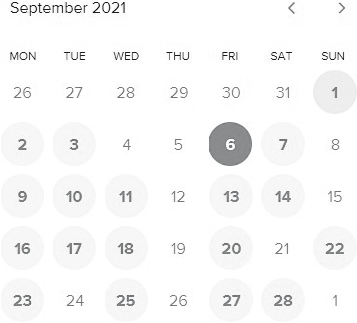 September 2021
MON TUE WED THU FRI SAT SUN
26 27 28 29 30 31 1
2 3 4 5 6 7 8
9 10 11 12 13 14 15
16 17 18 19 20 21 22
23 24 25 26 27 28 1